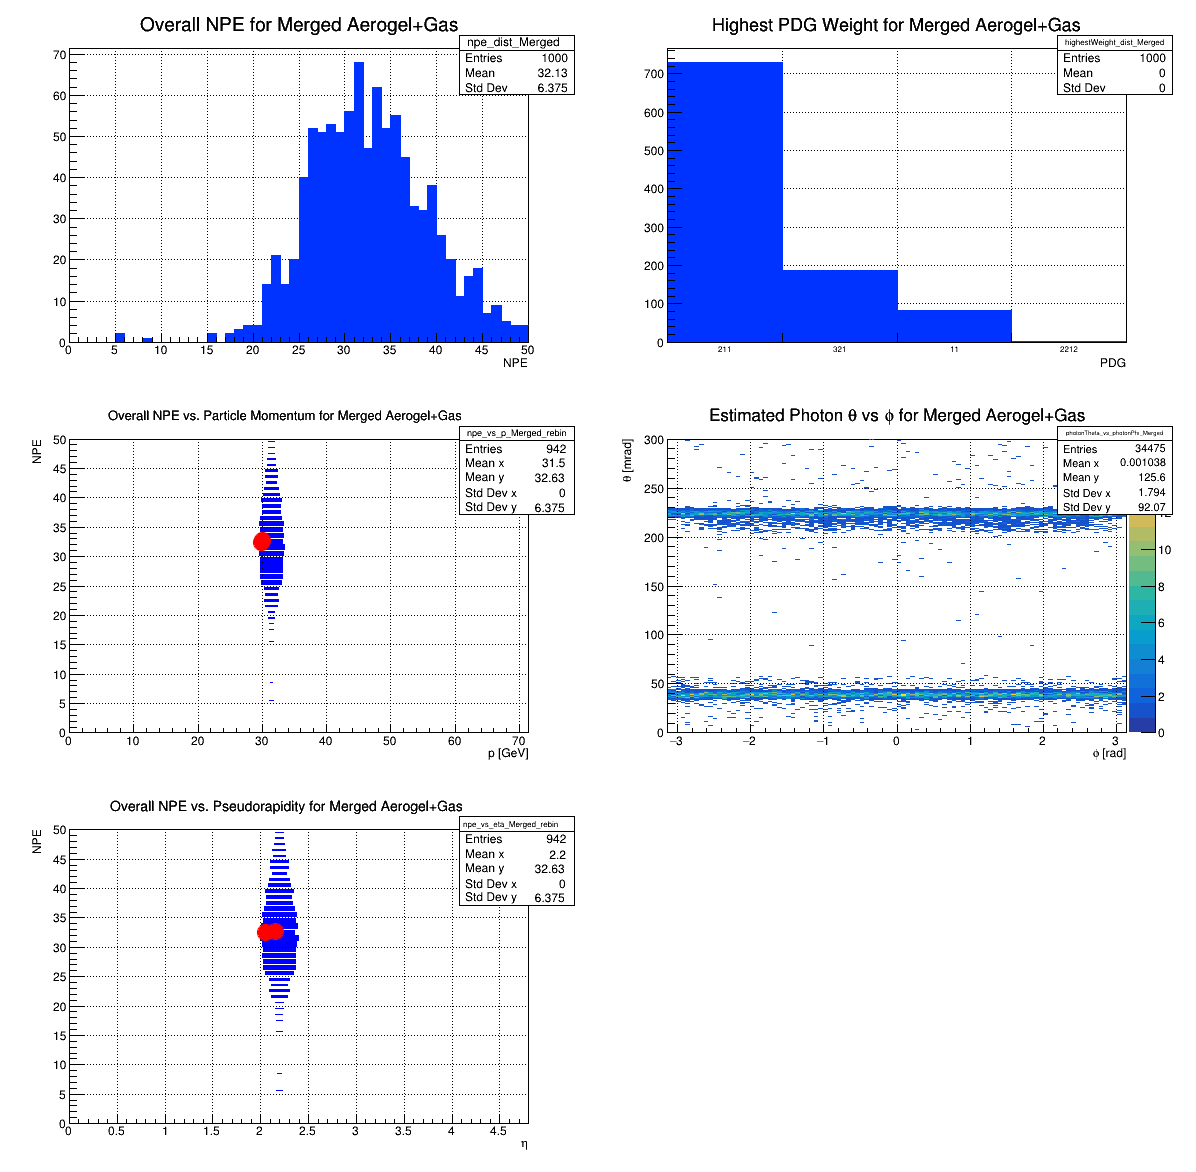 Overall NPE for Merged Aerogel+Gas
npe_dist_Merged
Entries 1000
Mean 32.13
Std Dev 6.375
70
60
50
40
30
20
10
0
0 5 10 15 20 25 30 35 40 45 50
NPE
Highest PDG Weight for Merged Aerogel+Gas
highestWeight_dist_Merged
Entries 1000
Mean 0
Std Dev 0
700
600
500
400
300
200
100
0
211 321 11 2212
PDG
Overall NPE vs. Particle Momentum for Merged Aerogel+Gas
npe_vs_p_Merged_rebin
Entries 942
Mean x 31.5
Mean y 32.63
Std Dev x 0
Std Dev y 6.375
NPE
50
45
40
35
30
25
20
15
10
5
0
0 10 20 30 40 50 60 70
p [GeV]
Estimated Photon θ vs ϕ for Merged Aerogel+Gas
photonTheta_vs_photonPhi_Merged
Entries 34475
Mean x 0.001038
Mean y 125.6
Std Dev x 1.794
Std Dev y 92.07
θ [mrad]
300
250
200
150
100
50
0
−3 −2 −1 0 1 2 3
ϕ [rad]
12
10
8
6
4
2
0
Overall NPE vs. Pseudorapidity for Merged Aerogel+Gas
npe_vs_eta_Merged_rebin
Entries 942
Mean x 2.2
Mean y 32.63
Std Dev x 0
Std Dev y 6.375
NPE
50
45
40
35
30
25
20
15
10
5
0
0 0.5 1 1.5 2 2.5 3 3.5 4 4.5
η